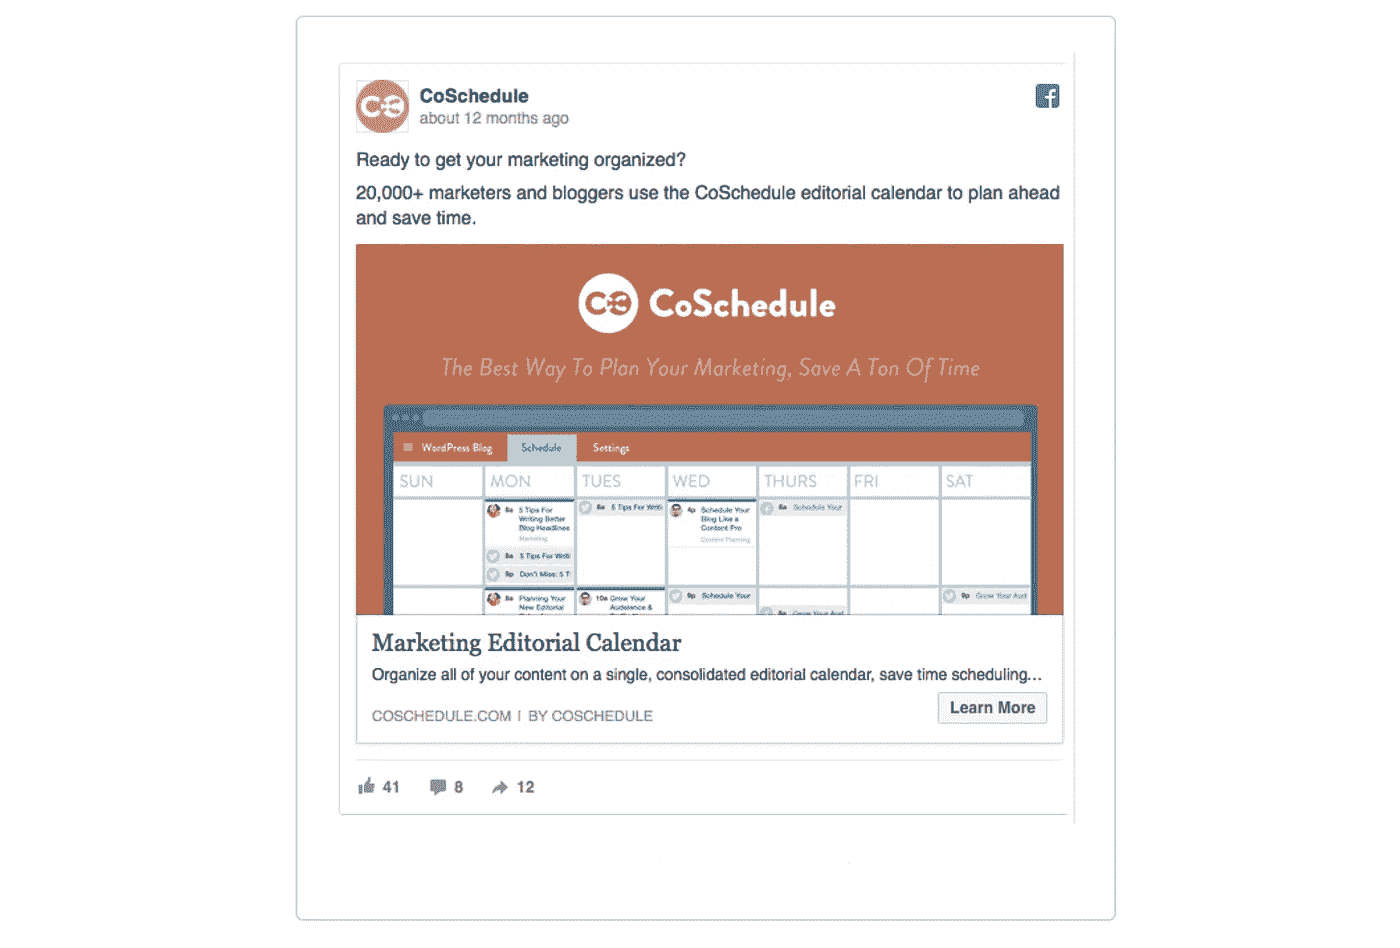 CoSchedule
about 12 months ago
Ready to get your marketing organized?
20,000+ marketers and bloggers use the CoSchedule editorial calendar to plan ahead
and save time.
CoSchedule
The Best Way To Plan Your Marketing, Save A Ton Of Time
WordPress Blog Schedule Settings
SUN MON TUES WED THURS FRI SAT
8a 5 Tips For
Writing Better
Blog Headlines
Marketing
8a 5 Tips For Writi
9p Don't Miss: 5 T
8a 5 Tips For Writi
4p Schedule Your
Blog Like a
Content Pro
Content Planning
8a Schedule Your
8a Planning Your
New Editorial
10a Grow Your
Audience &
9p Schedule Your
8a Grow Your Aud
9p Grow Your Aud
Marketing Editorial Calendar
Organize all of your content on a single, consolidated editorial calendar, save time scheduling...
COSCHEDULE.COM | BY COSCHEDULE
Learn More
41 8 12